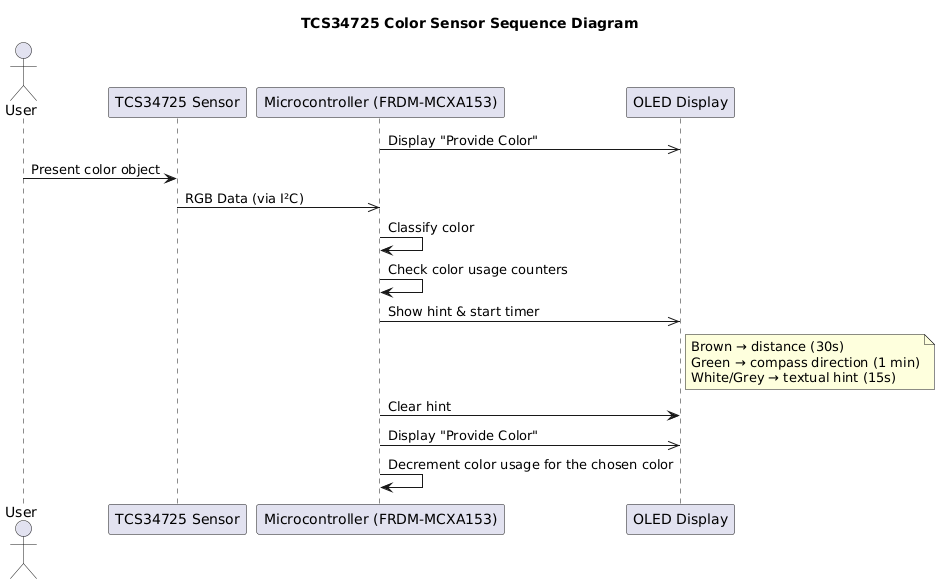 TCS34725 Color Sensor Sequence Diagram
User
TCS34725 Sensor
Microcontroller (FRDM-MCXA153)
OLED Display
Display "Provide Color"
Present color object
RGB Data (via I²C)
Classify color
Check color usage counters
Show hint & start timer
Brown → distance (30s)
Green → compass direction (1 min)
White/Grey → textual hint (15s)
Clear hint
Display "Provide Color"
Decrement color usage for the chosen color
User
TCS34725 Sensor
Microcontroller (FRDM-MCXA153)
OLED Display